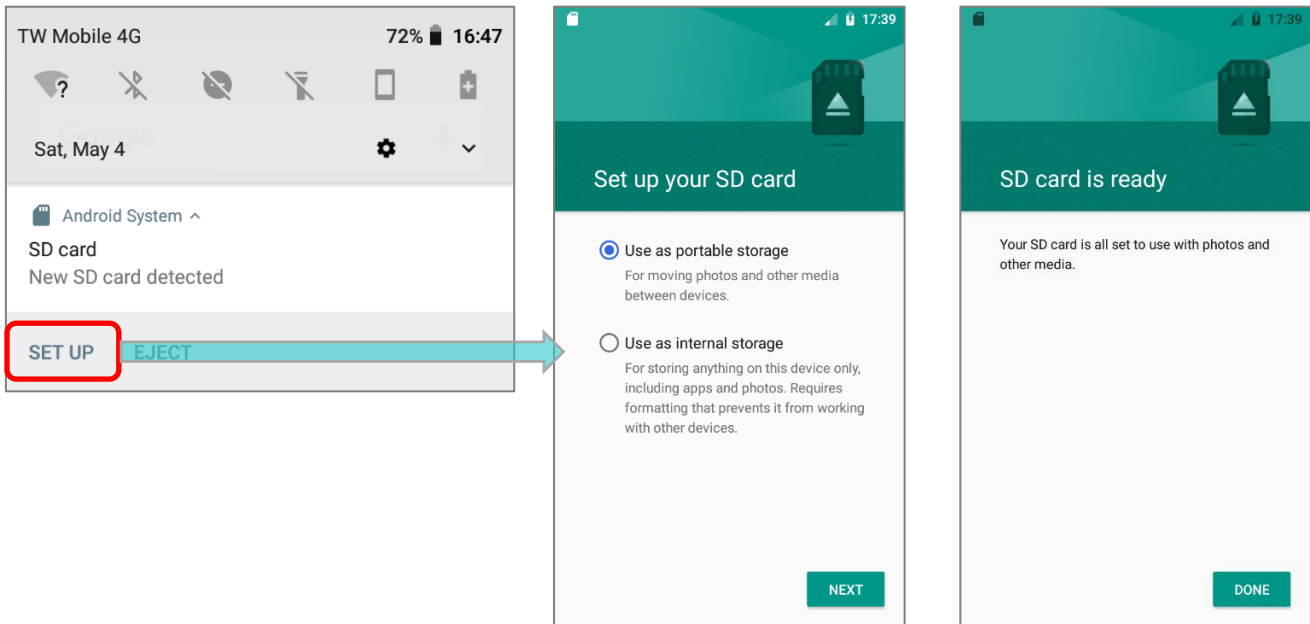 TW Mobile 4G 72% 16:47
?
Google
Sat, May 4
Android System
SD card
New SD card detected
SET UP EJECT
17:39
Set up your SD card
Use as portable storage
For moving photos and other media
between devices.
Use as internal storage
For storing anything on this device only,
including apps and photos. Requires
formatting that prevents it from working
with other devices.
NEXT
17:39
SD card is ready
Your SD card is all set to use with photos and
other media.
DONE